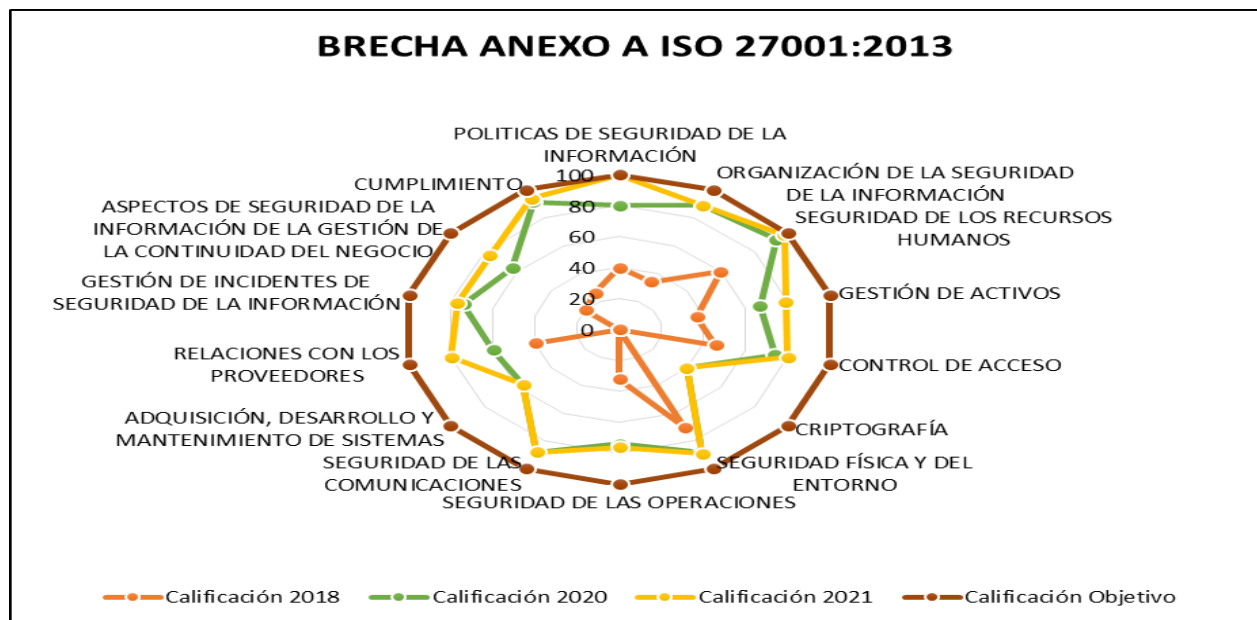 BRECHA ANEXO A ISO 27001:2013
POLITICAS DE SEGURIDAD DE LA
INFORMACIÓN
ORGANIZACIÓN DE LA SEGURIDAD
DE LA INFORMACIÓN
SEGURIDAD DE LOS RECURSOS
HUMANOS
GESTIÓN DE ACTIVOS
CONTROL DE ACCESO
CRIPTOGRAFÍA
SEGURIDAD FÍSICA Y DEL
ENTORNO
SEGURIDAD DE LAS OPERACIONES
SEGURIDAD DE LAS
COMUNICACIONES
ADQUISICIÓN, DESARROLLO Y
MANTENIMIENTO DE SISTEMAS
RELACIONES CON LOS
PROVEEDORES
GESTIÓN DE INCIDENTES DE
SEGURIDAD DE LA INFORMACIÓN
ASPECTOS DE SEGURIDAD DE LA
INFORMACIÓN DE LA GESTIÓN DE
LA CONTINUIDAD DEL NEGOCIO
CUMPLIMIENTO
100
80
60
40
20
0
Calificación 2018
Calificación 2020
Calificación 2021
Calificación Objetivo